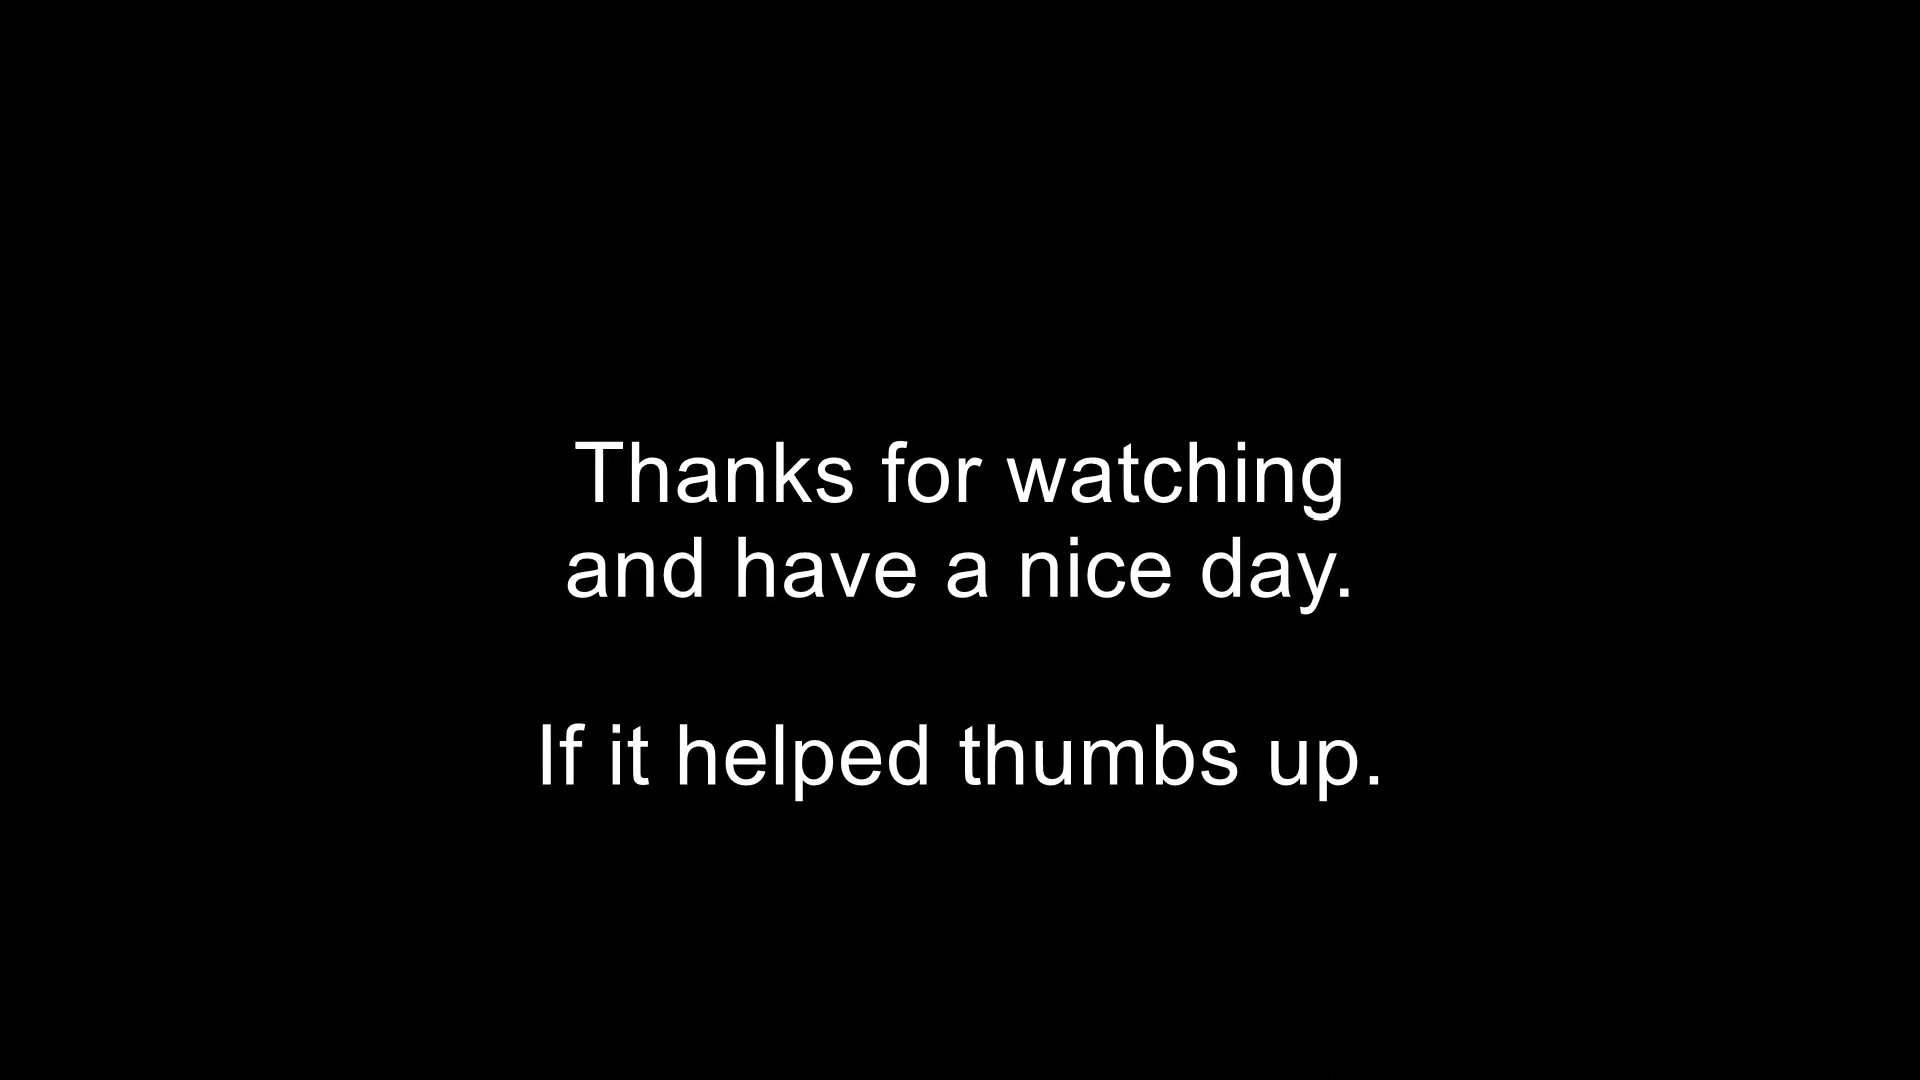 Thanks for watching
and have a nice day.
If it helped thumbs up.